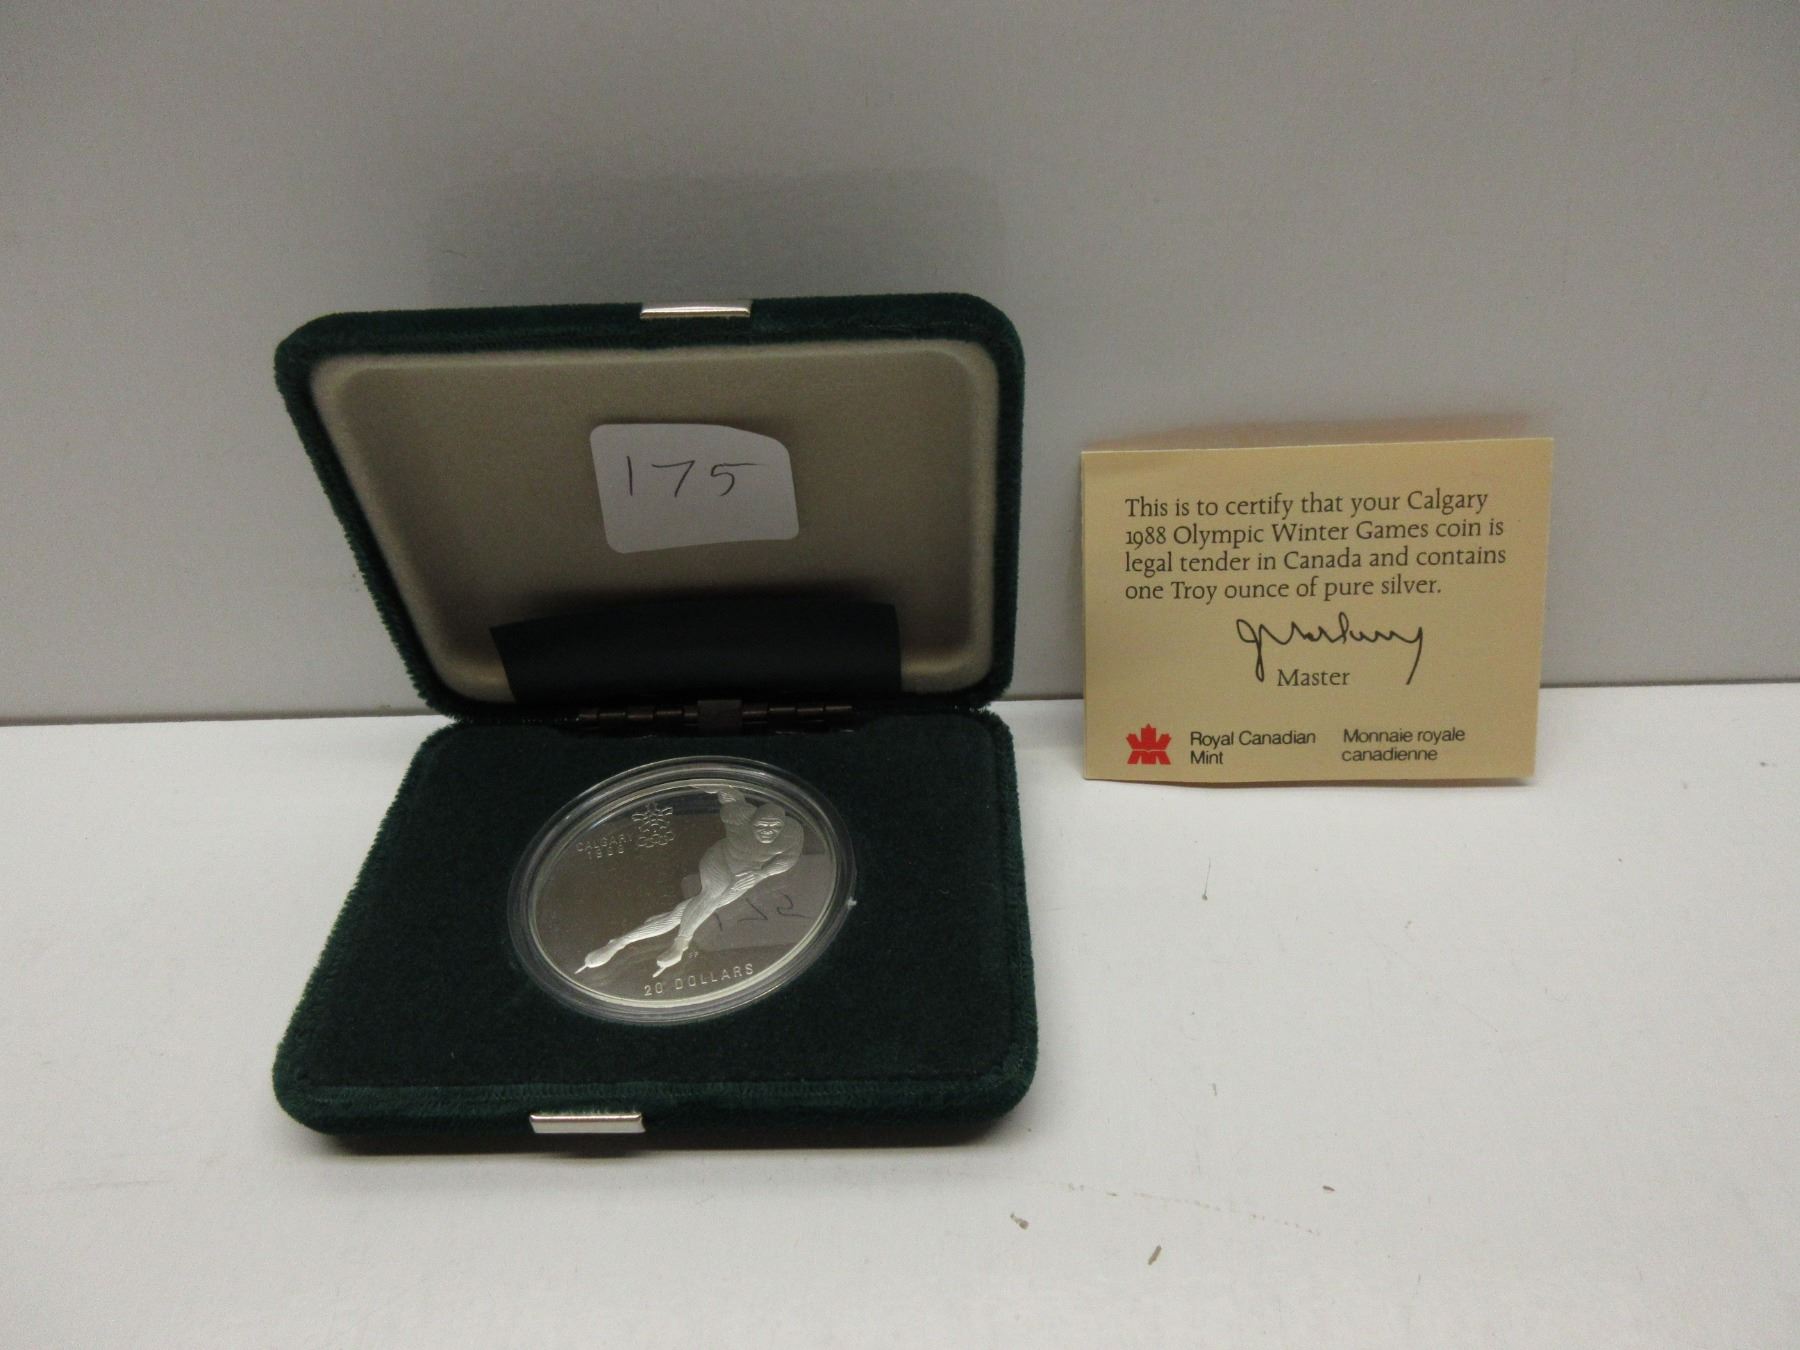 175
CALGARY
1988
20 DOLLARS
This is to certify that your Calgary
1988 Olympic Winter Games coin is
legal tender in Canada and contains
one Troy ounce of pure silver.
Master
Royal Canadian
Mint
Monnaie royale
canadienne